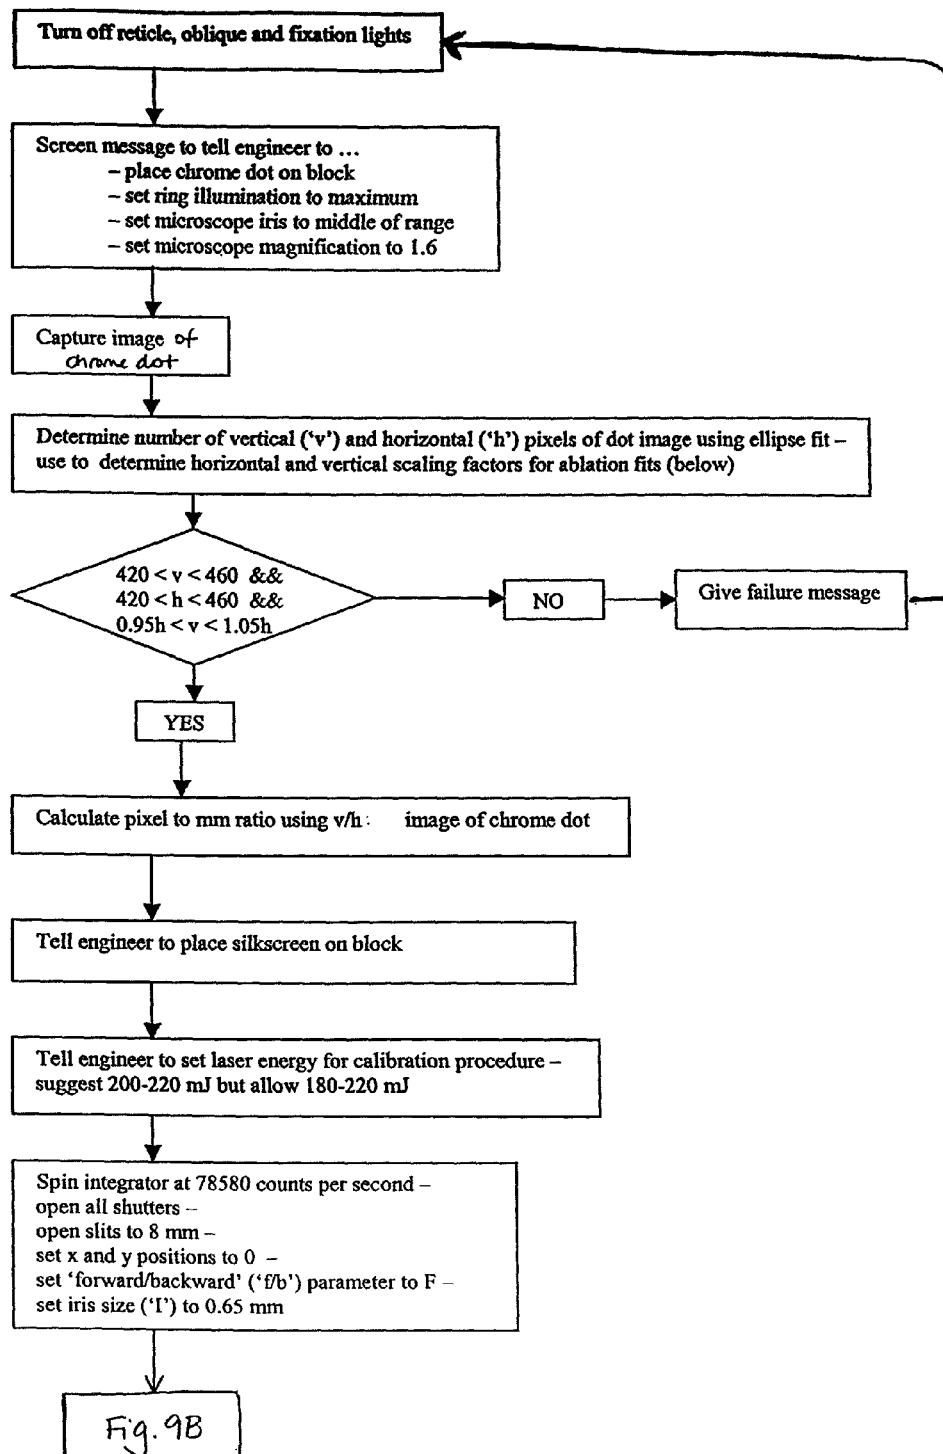 Turn off reticle, oblique and fixation lights
Screen message to tell engineer to ...
– place chrome dot on block
– set ring illumination to maximum
– set microscope iris to middle of range
– set microscope magnification to 1.6
Capture image of
chrome dot
Determine number of vertical (‘v’) and horizontal (‘h’) pixels of dot image using ellipse fit –
use to determine horizontal and vertical scaling factors for ablation fits (below)
420 < v < 460 &&
420 < h < 460 &&
0.95h < v < 1.05h
NO
Give failure message
YES
Calculate pixel to mm ratio using v/h : image of chrome dot
Tell engineer to place silkscreen on block
Tell engineer to set laser energy for calibration procedure –
suggest 200-220 mJ but allow 180-220 mJ
Spin integrator at 78580 counts per second –
open all shutters –
open slits to 8 mm –
set x and y positions to 0 –
set ‘forward/backward’ (‘f/b’) parameter to F –
set iris size (‘I’) to 0.65 mm
Fig. 9B